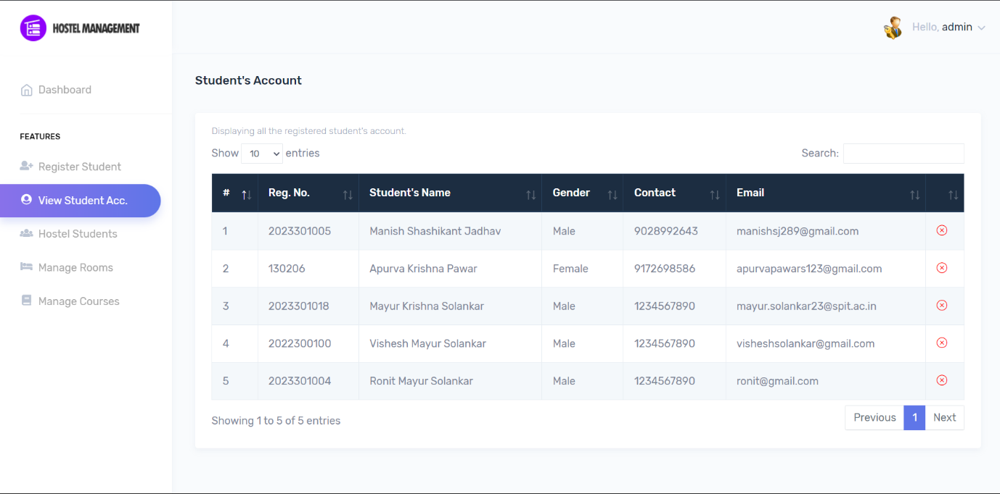 HOSTEL MANAGEMENT
Hello, admin
Dashboard
FEATURES
Register Student
View Student Acc.
Hostel Students
Manage Rooms
Manage Courses
Student's Account
Displaying all the registered student's account.
Show 10 entries Search:
# Reg. No. Student's Name Gender Contact Email
1 2023301005 Manish Shashikant Jadhav Male 9028992643 manishsj289@gmail.com
2 130206 Apurva Krishna Pawar Female 9172698586 apurvapawars123@gmail.com
3 2023301018 Mayur Krishna Solankar Male 1234567890 mayur.solankar23@spit.ac.in
4 2022300100 Vishesh Mayur Solankar Male 1234567890 visheshsolankar@gmail.com
5 2023301004 Ronit Mayur Solankar Male 1234567890 ronit@gmail.com
Showing 1 to 5 of 5 entries Previous 1 Next